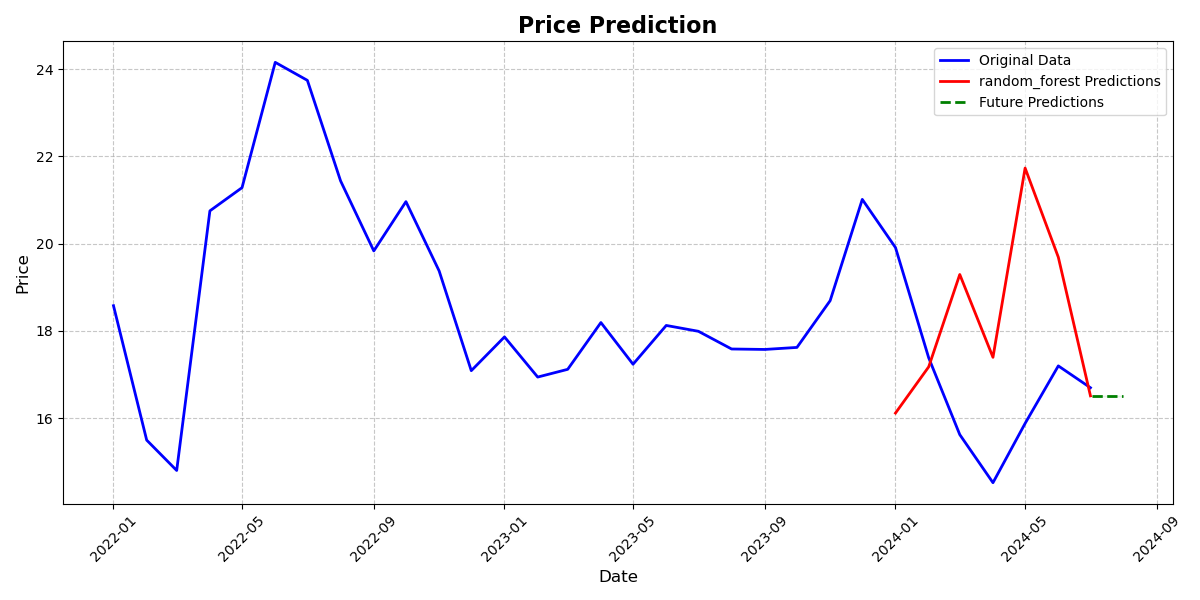 Price Prediction
Original Data
random_forest Predictions
Future Predictions
Price
24
22
20
18
16
2022-01
2022-05
2022-09
2023-01
2023-05
2023-09
2024-01
2024-05
2024-09
Date